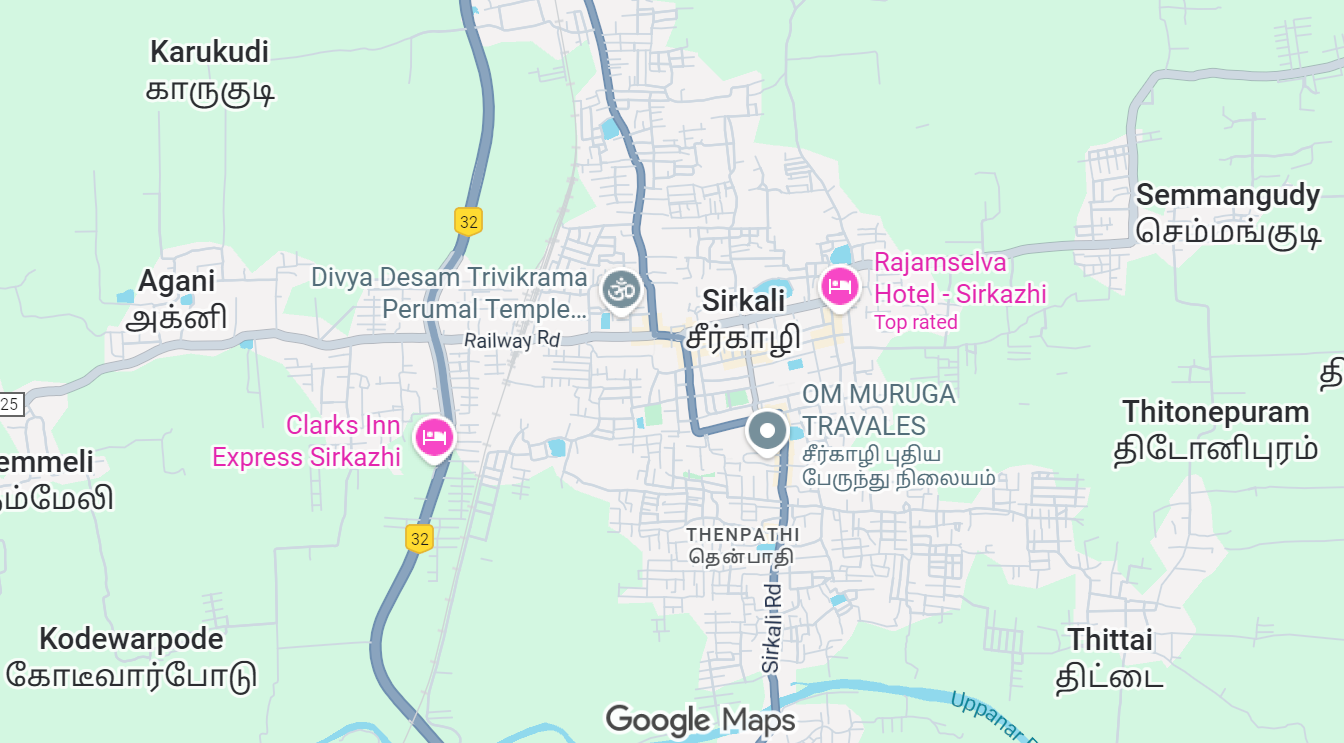 Karukudi
காருகுடி
32
Semmangudy
செம்மங்குடி
Agani
அக்னி
Divya Desam Trivikrama
Perumal Temple...
Rajamselva
Hotel - Sirkazhi
Top rated
Sirkali
சீர்காழி
Railway Rd
25
Clarks Inn
Express Sirkazhi
OM MURUGA
TRAVALES
சீர்காழி புதிய
பேருந்து நிலையம்
தி
Thitonepuram
திடோனிபுரம்
emmeli
ம்மேலி
32
THENPATHI
தென்பாதி
Sirkali Rd
Kodewarpode
கோடீவார்போடு
Thittai
திட்டை
Uppanar
Google Maps